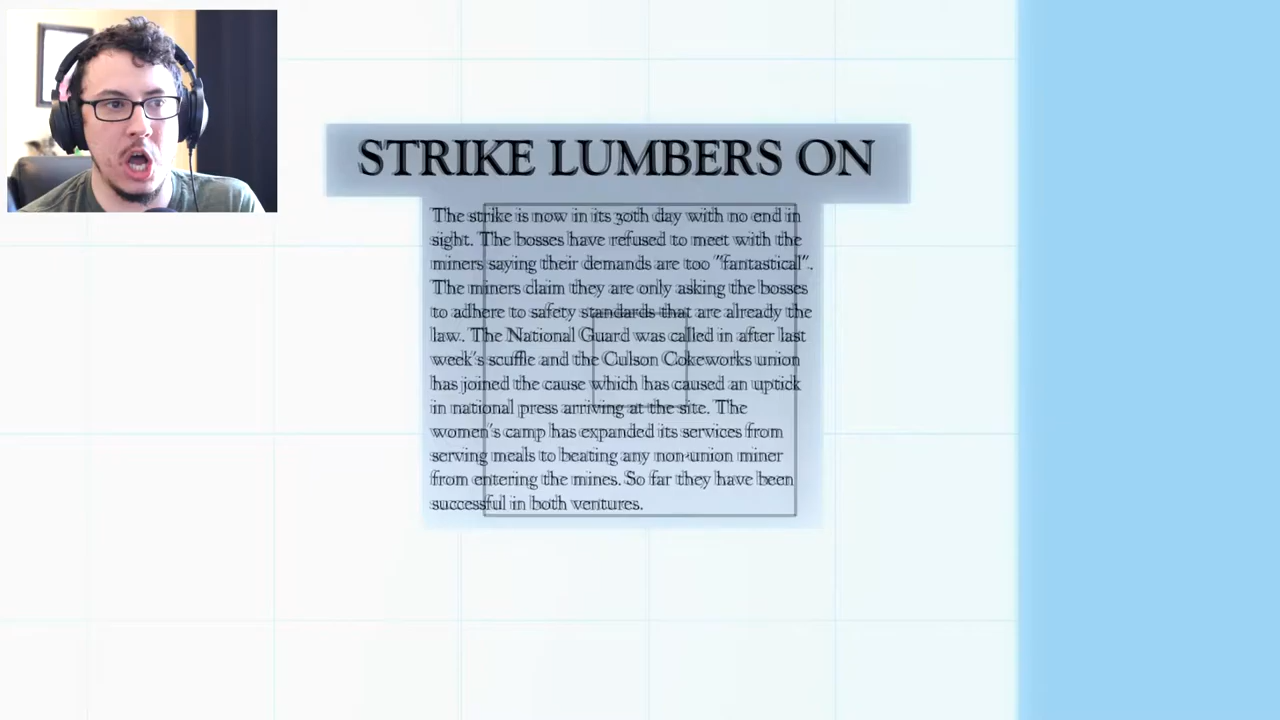 STRIKE LUMBERS ON
The strike is now in its 30th day with no end in
sight. The bosses have refused to meet with the
miners saying their demands are too "fantastical".
The miners claim they are only asking the bosses
to adhere to safety standards that are already the
law. The National Guard was called in after last
week's scuffle and the Culson Cokeworks union
has joined the cause which has caused an uptick
in national press arriving at the site. The
women's camp has expanded its services from
serving meals to beating any non-union miner
from entering the mines. So far they have been
successful in both ventures.